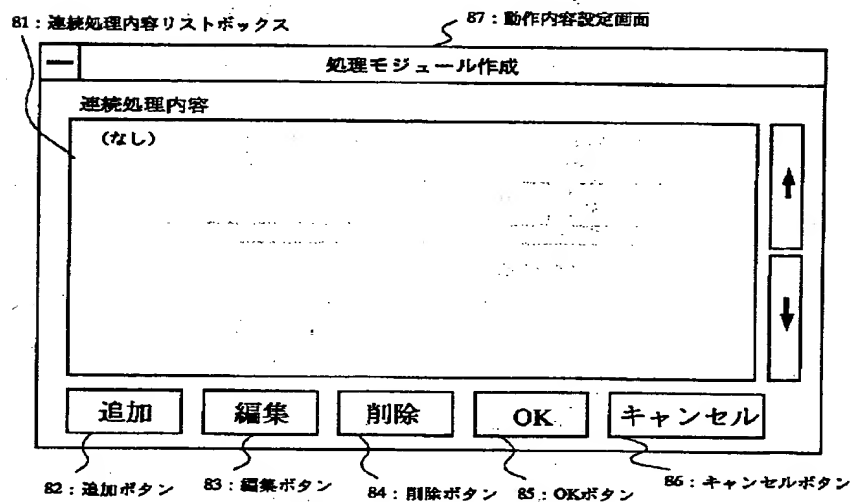 81：連続処理内容リストボックス
87：動作内容設定画面
処理モジュール作成
連続処理内容
（なし）
追加
編集
削除
OK
キャンセル
82：追加ボタン
83：編集ボタン
84：削除ボタン
85：OKボタン
86：キャンセルボタン